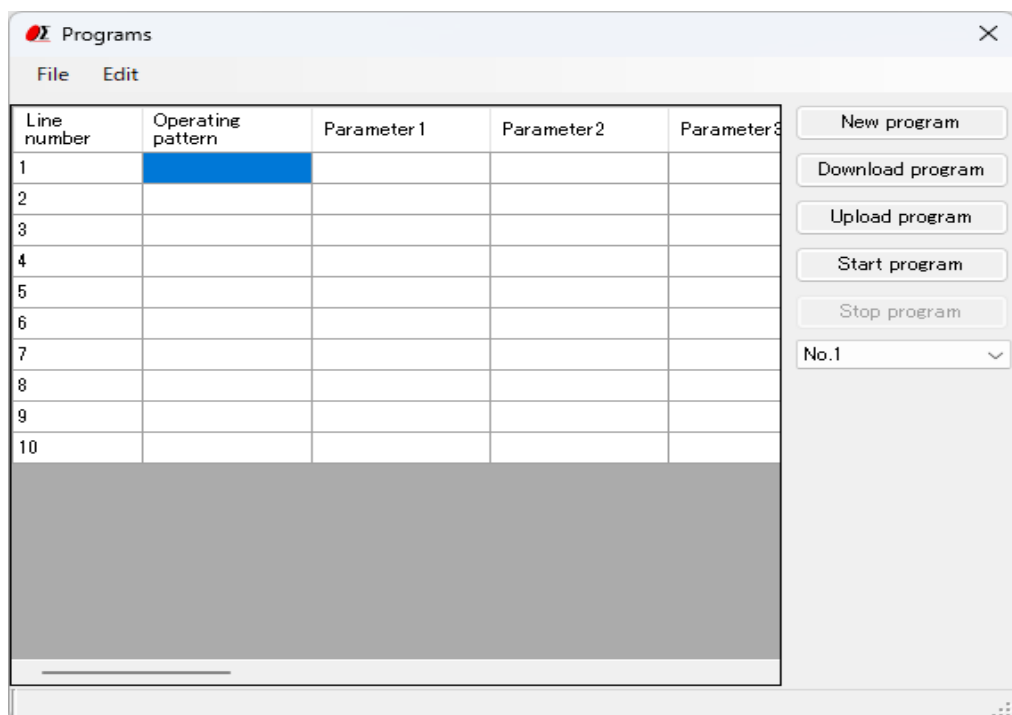 Programs
File Edit
Line number Operating pattern Parameter1 Parameter2 Parameter3
1
2
3
4
5
6
7
8
9
10
New program
Download program
Upload program
Start program
Stop program
No.1